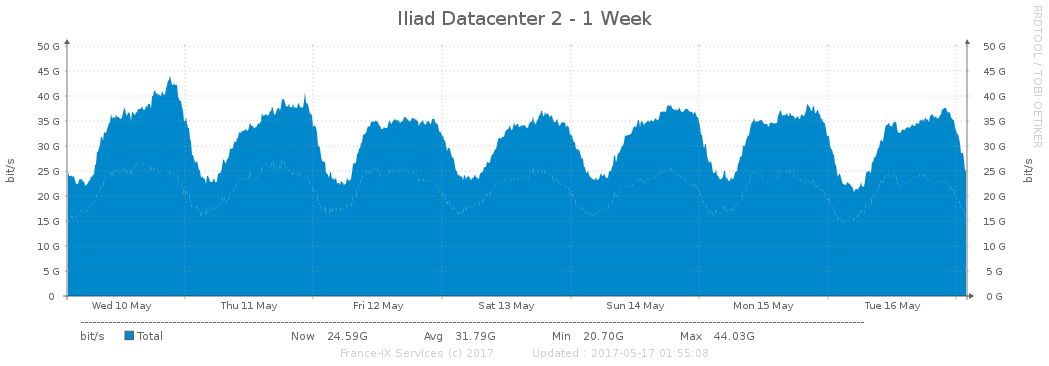 Iliad Datacenter 2 - 1 Week
RRDTOOL / TOBI OETIKER
bit/s
50 G 50 G
45 G 45 G
40 G 40 G
35 G 35 G
30 G 30 G
25 G 25 G
20 G 20 G
15 G 15 G
10 G 10 G
5 G 5 G
0 0 G
bit/s
Wed 10 May Thu 11 May Fri 12 May Sat 13 May Sun 14 May Mon 15 May Tue 16 May
bit/s Total Now 24.59G Avg 31.79G Min 20.70G Max 44.03G
France-IX Services (c) 2017 Updated : 2017-05-17 01:55:08